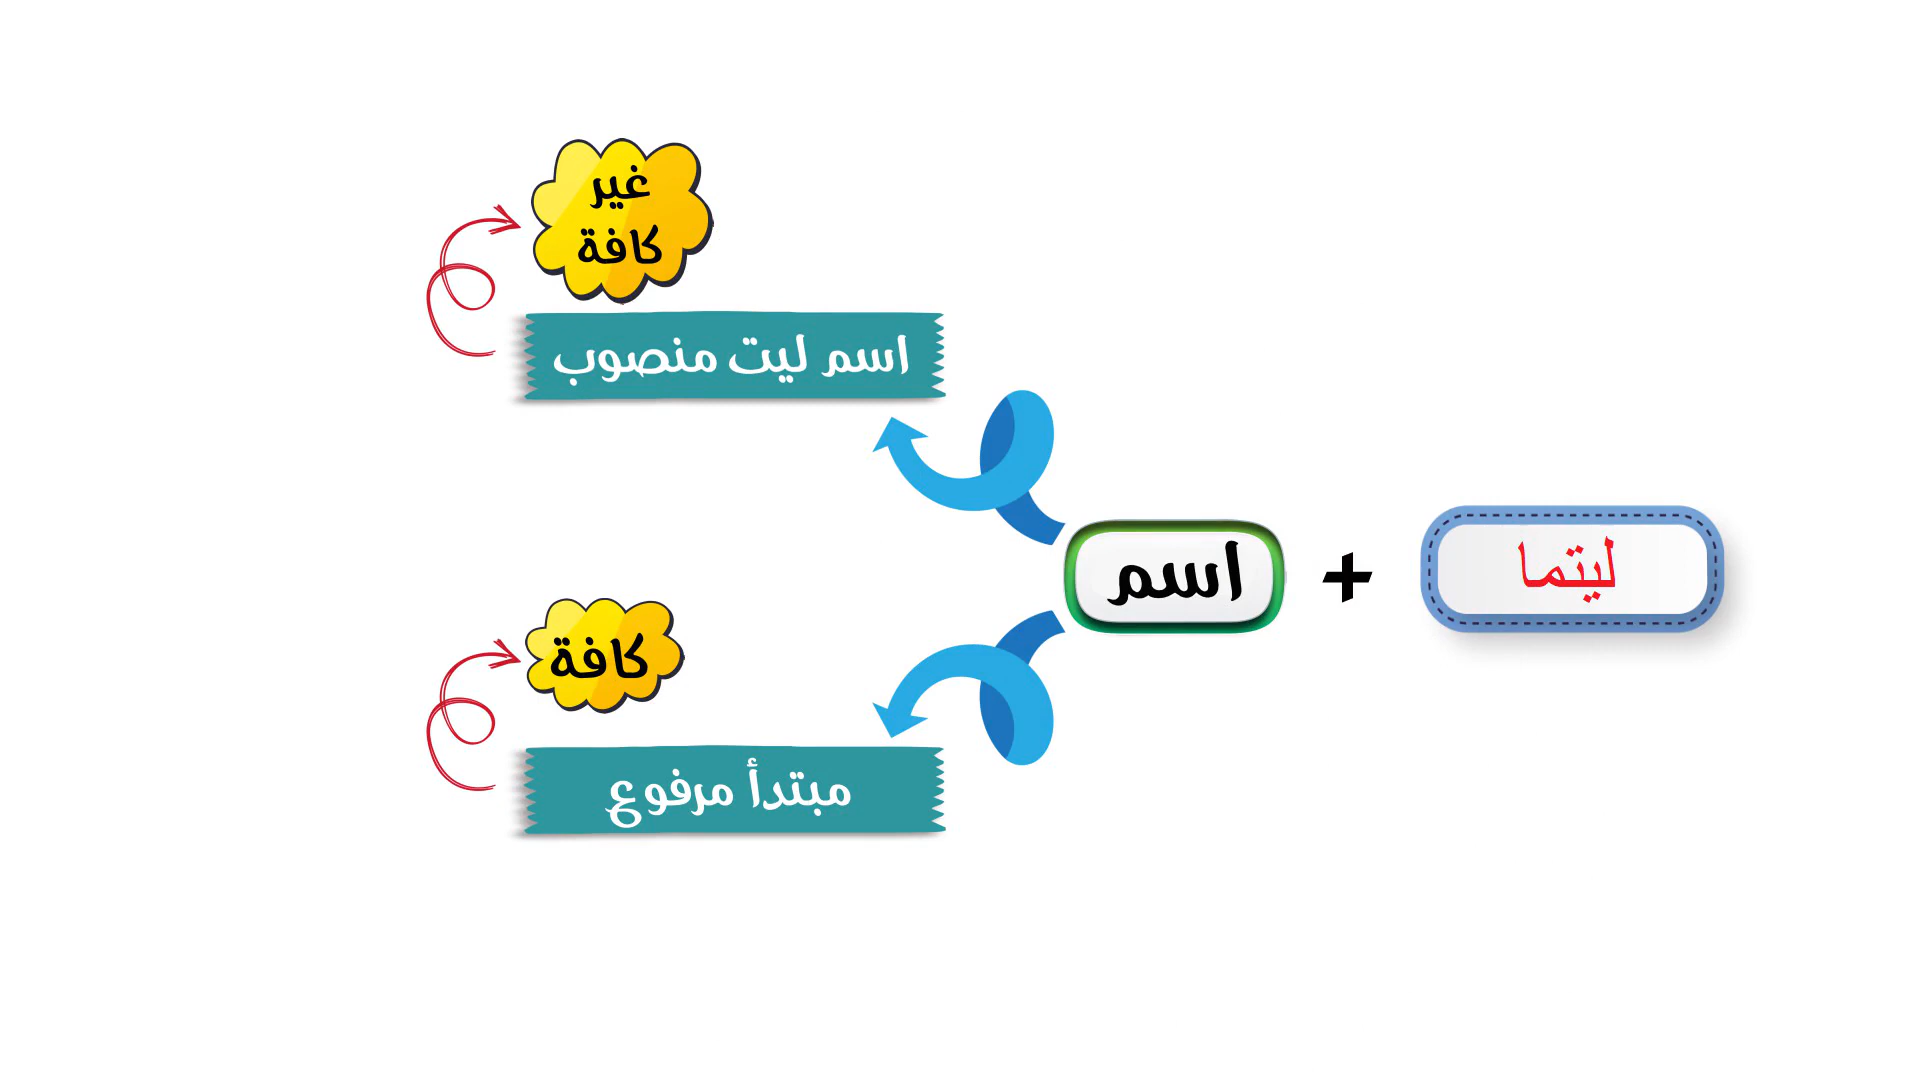 ليتما + اسم
غير
كافة
اسم ليت منصوب
كافة
مبتدأ مرفوع